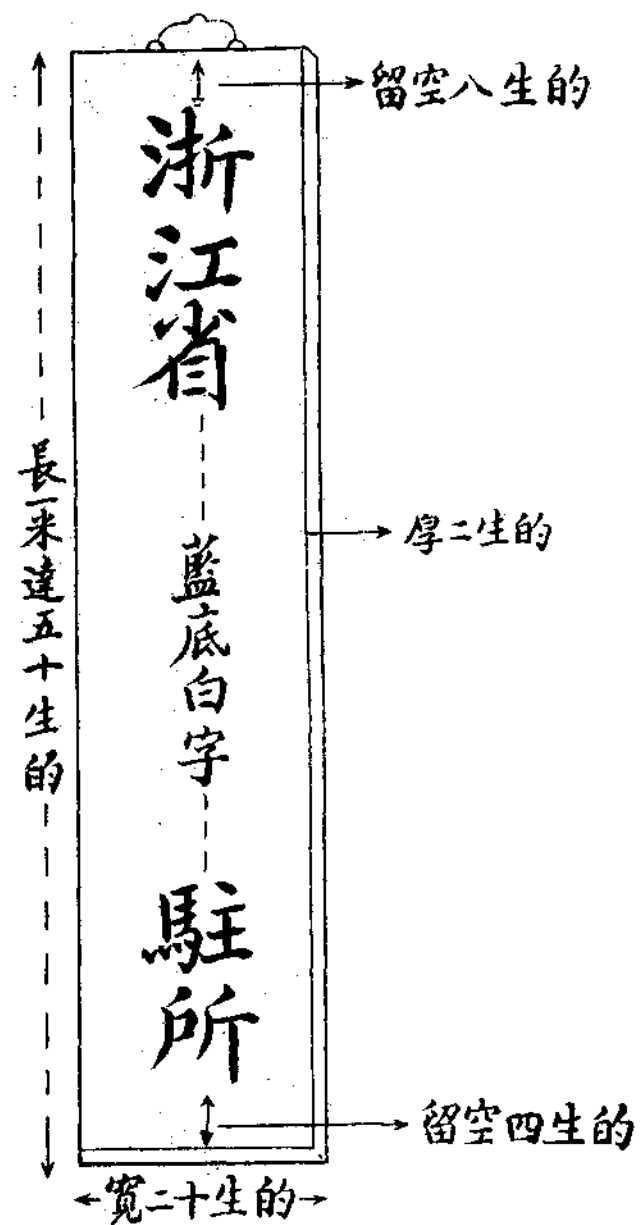 留空八生的
浙江省
藍底白字
駐所
長一米達五十生的
厚二生的
留空四生的
寬二十生的